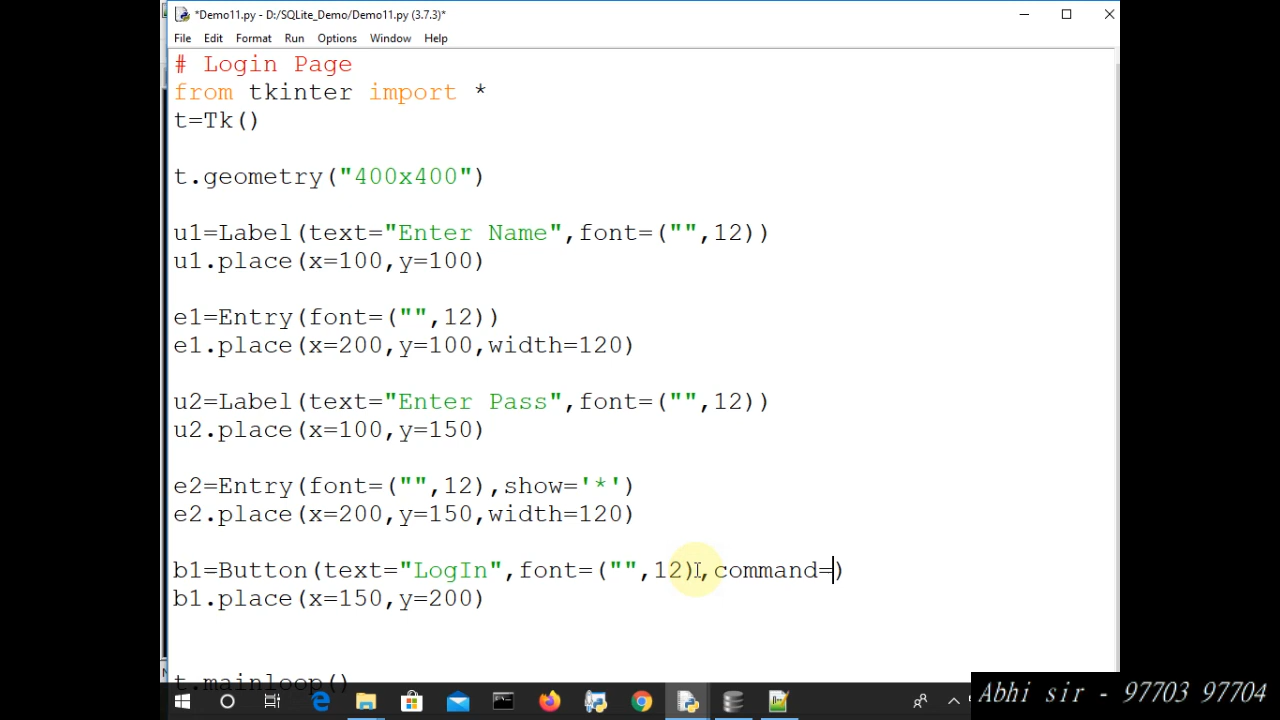 *Demo11.py - D:/SQLite_Demo/Demo11.py (3.7.3)*
File Edit Format Run Options Window Help
# Login Page
from tkinter import *
t=Tk()
t.geometry("400x400")
u1=Label(text="Enter Name",font=("",12))
u1.place(x=100,y=100)
e1=Entry(font=("",12))
e1.place(x=200,y=100,width=120)
u2=Label(text="Enter Pass",font=("",12))
u2.place(x=100,y=150)
e2=Entry(font=("",12),show='*')
e2.place(x=200,y=150,width=120)
b1=Button(text="LogIn",font=("",12),command=)
b1.place(x=150,y=200)
t.mainloop()
Abhi sir - 97703 97704